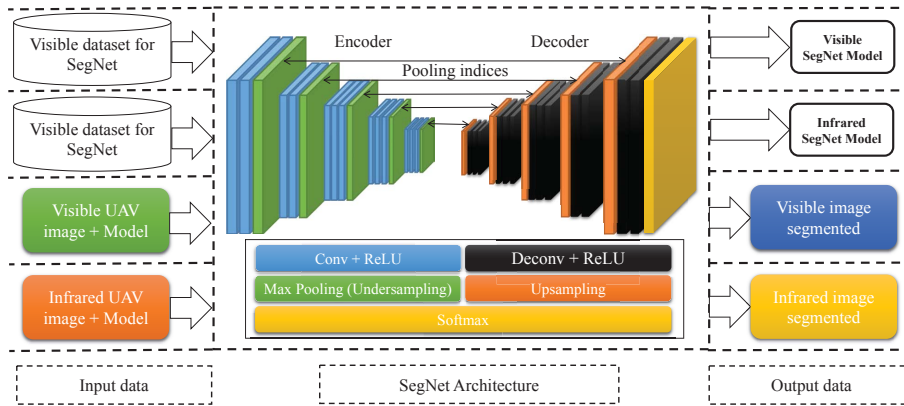 Visible dataset for
SegNet
Visible dataset for
SegNet
Visible UAV
image + Model
Infrared UAV
image + Model
Encoder
Decoder
Pooling indices
Conv + ReLU
Deconv + ReLU
Max Pooling (Undersampling)
Upsampling
Softmax
Visible
SegNet Model
Infrared
SegNet Model
Visible image
segmented
Infrared image
segmented
Input data
SegNet Architecture
Output data